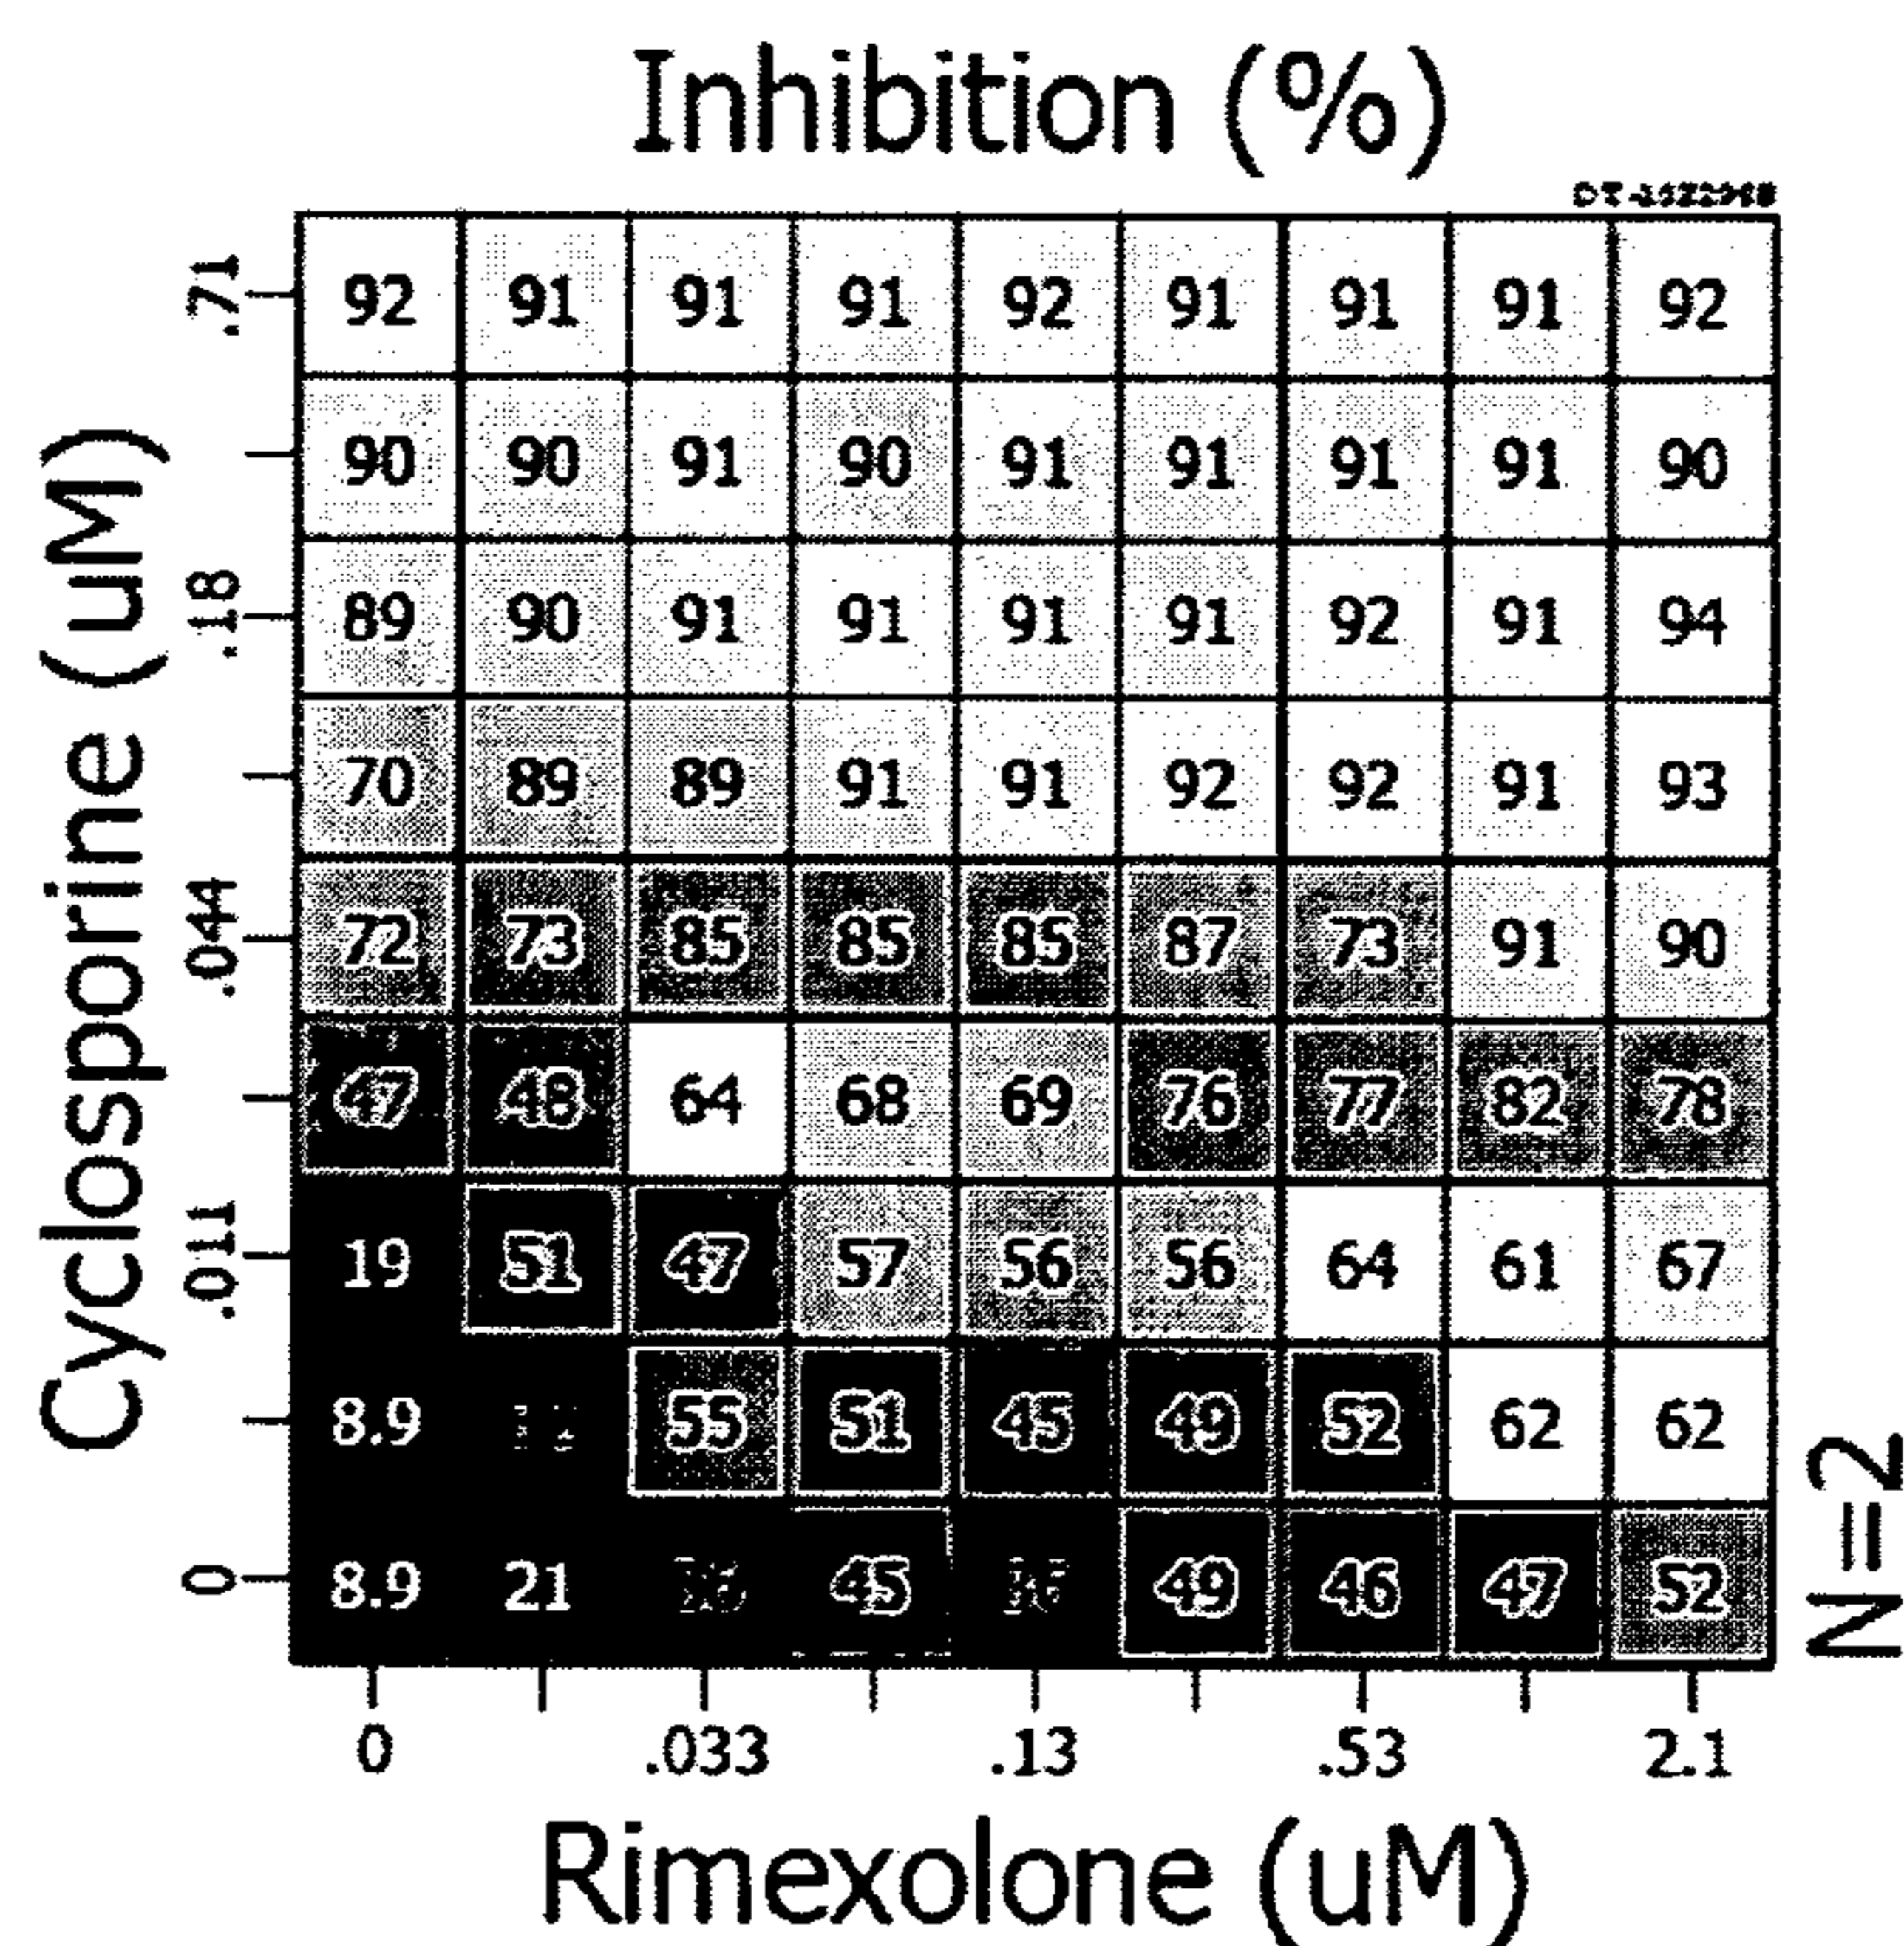 Inhibition (%)
.71 92 91 91 91 92 91 91 91 92
90 90 91 90 91 91 91 91 90
.18 89 90 91 91 91 91 92 91 94
70 89 89 91 91 92 92 91 93
.044 72 73 85 85 85 87 73 91 90
47 48 64 68 69 76 77 82 78
.011 19 51 47 57 56 56 64 61 67
8.9 55 51 45 49 52 62 62
0 8.9 21 36 45 36 49 46 47 52
0 .033 .13 .53 2.1
Rimexolone (uM)
Cyclosporine (uM)
N=2